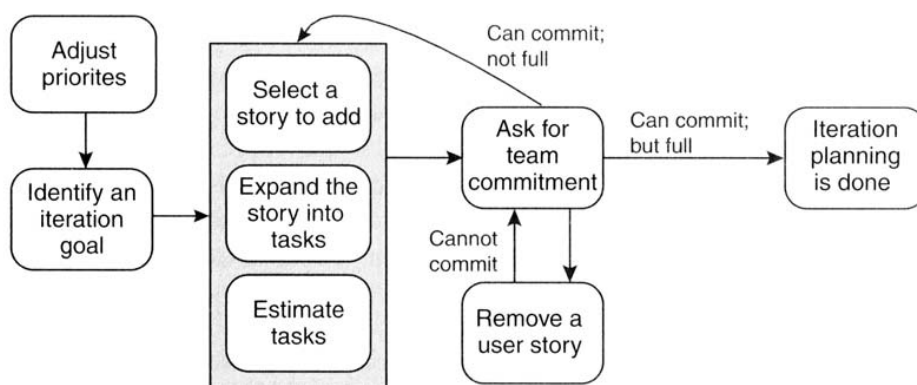 Adjust
priorites
Identify an
iteration
goal
Select a
story to add
Expand the
story into
tasks
Estimate
tasks
Can commit;
not full
Ask for
team
commitment
Can commit;
but full
Iteration
planning
is done
Cannot
commit
Remove a
user story